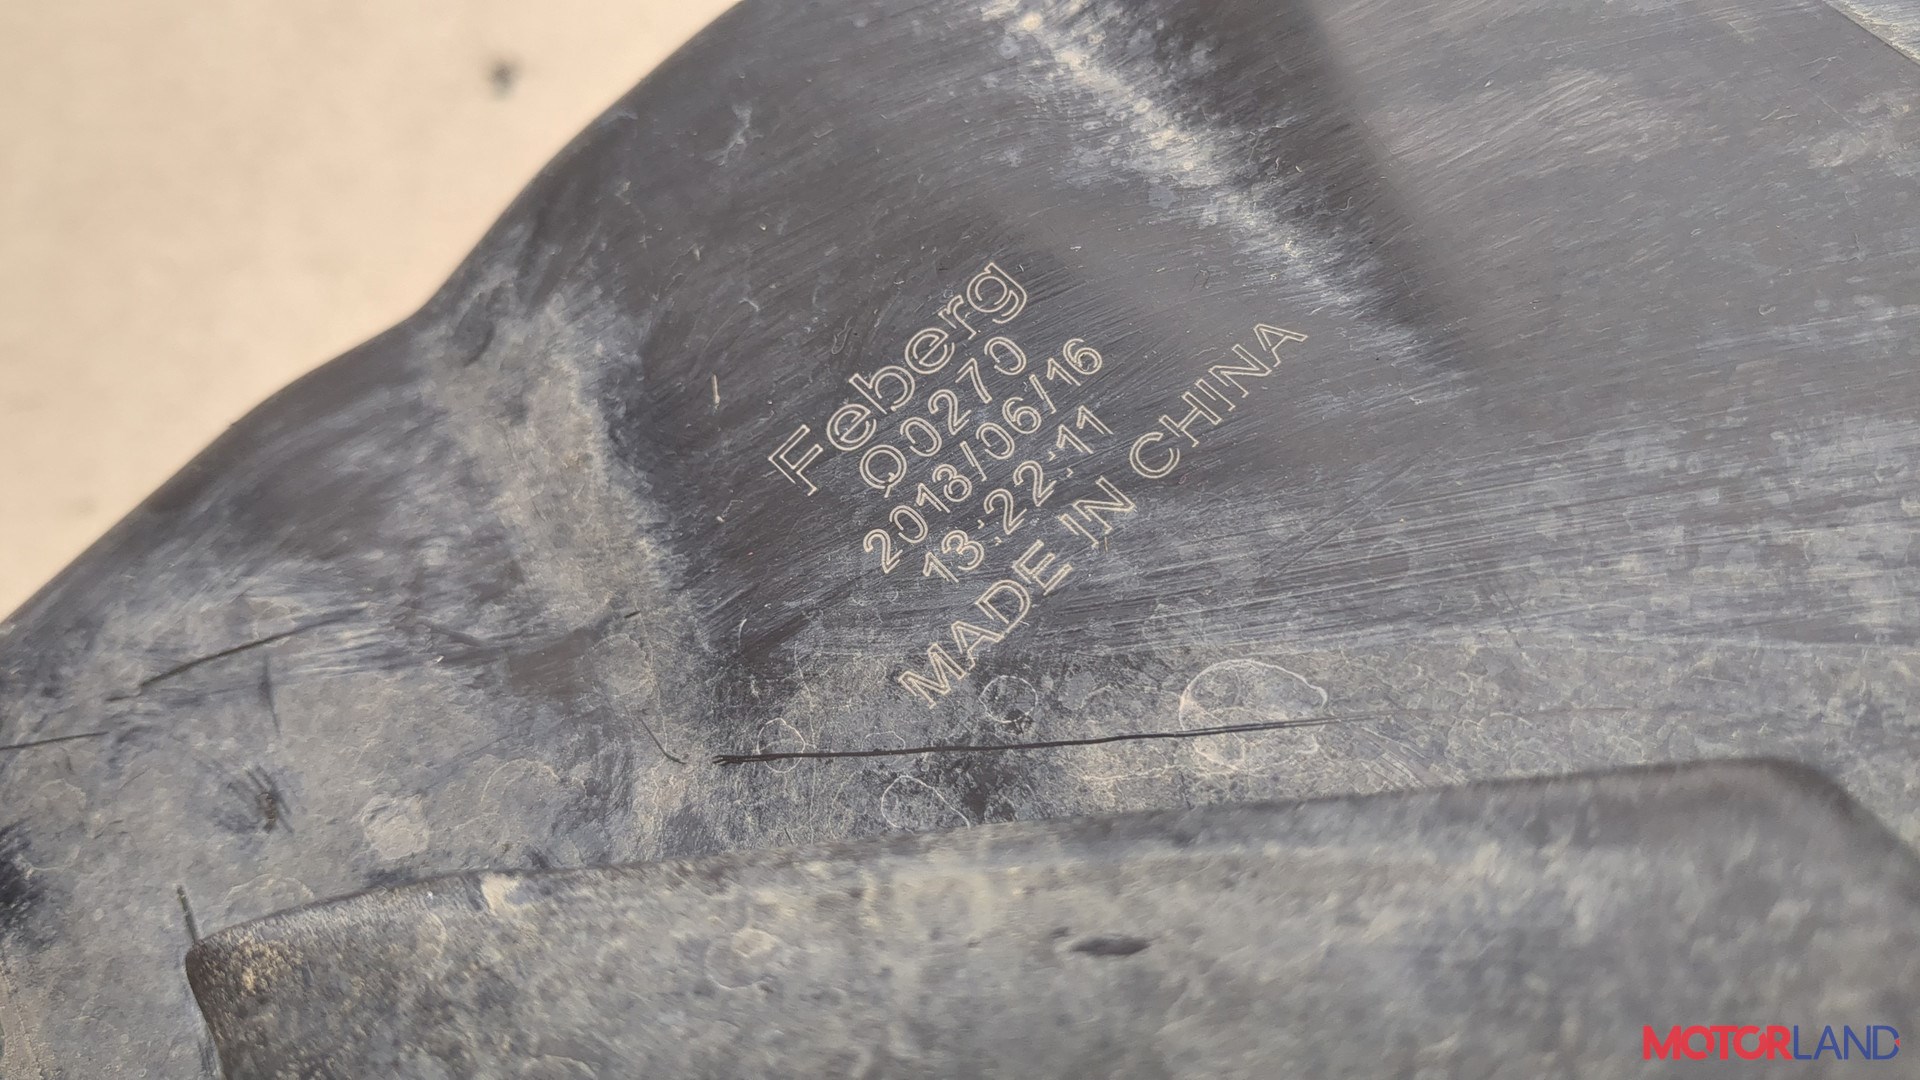 Feberg
Q0270
2018/06/16
13:22:11
MADE IN CHINA
MOTORLAND